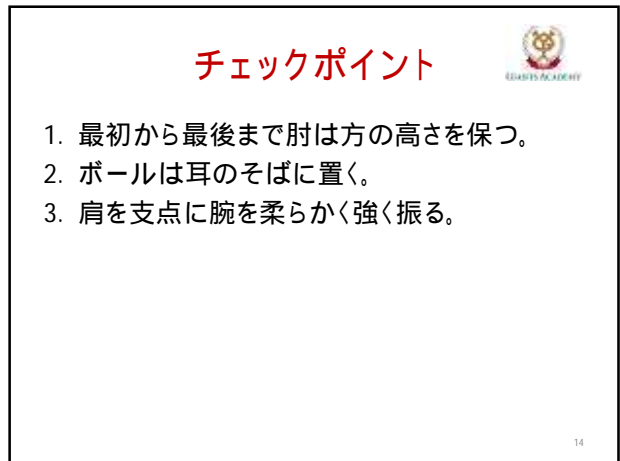 チェックポイント
GIANTS ACADEMY
1. 最初から最後まで肘は方の高さを保つ。
2. ボールは耳のそばに置く。
3. 肩を支点に腕を柔らかく強く振る。
14